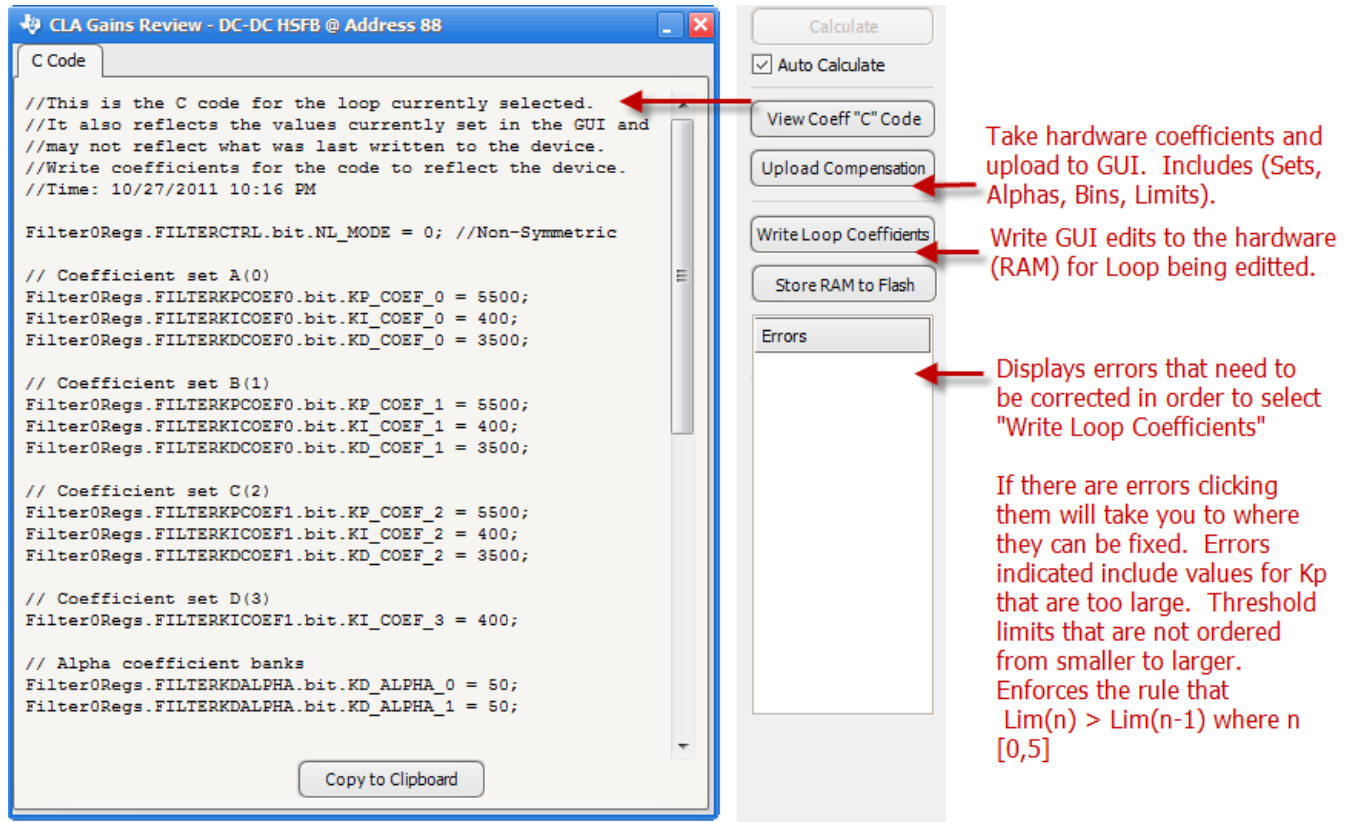 CLA Gains Review - DC-DC HSFB @ Address 88
C Code
//This is the C code for the loop currently selected.
//It also reflects the values currently set in the GUI and
//may not reflect what was last written to the device.
//Write coefficients for the code to reflect the device.
//Time: 10/27/2011 10:16 PM
Filter0Regs.FILTERCTRL.bit.NL_MODE = 0; //Non-Symmetric
// Coefficient set A(0)
Filter0Regs.FILTERKPCOEF0.bit.KP_COEF_0 = 5500;
Filter0Regs.FILTERKICOEF0.bit.KI_COEF_0 = 400;
Filter0Regs.FILTERKDCOEF0.bit.KD_COEF_0 = 3500;
// Coefficient set B(1)
Filter0Regs.FILTERKPCOEF0.bit.KP_COEF_1 = 5500;
Filter0Regs.FILTERKICOEF0.bit.KI_COEF_1 = 400;
Filter0Regs.FILTERKDCOEF0.bit.KD_COEF_1 = 3500;
// Coefficient set C(2)
Filter0Regs.FILTERKPCOEF1.bit.KP_COEF_2 = 5500;
Filter0Regs.FILTERKICOEF1.bit.KI_COEF_2 = 400;
Filter0Regs.FILTERKDCOEF1.bit.KD_COEF_2 = 3500;
// Coefficient set D(3)
Filter0Regs.FILTERKICOEF1.bit.KI_COEF_3 = 400;
// Alpha coefficient banks
Filter0Regs.FILTERKDALPHA.bit.KD_ALPHA_0 = 50;
Filter0Regs.FILTERKDALPHA.bit.KD_ALPHA_1 = 50;
Copy to Clipboard
Calculate
Auto Calculate
View Coeff "C" Code
Upload Compensation
Write Loop Coefficients
Store RAM to Flash
Errors
Take hardware coefficients and
upload to GUI. Includes (Sets,
Alphas, Bins, Limits).
Write GUI edits to the hardware
(RAM) for Loop being editted.
Displays errors that need to
be corrected in order to select
"Write Loop Coefficients"
If there are errors clicking
them will take you to where
they can be fixed. Errors
indicated include values for Kp
that are too large. Threshold
limits that are not ordered
from smaller to larger.
Enforces the rule that
Lim(n) > Lim(n-1) where n
[0,5]